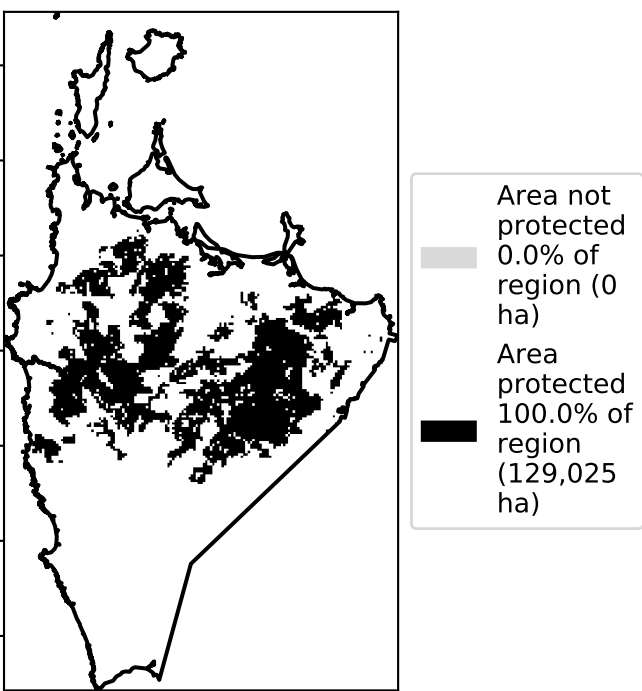 Area not
protected
0.0% of
region (0
ha)
Area
protected
100.0% of
region
(129,025
ha)